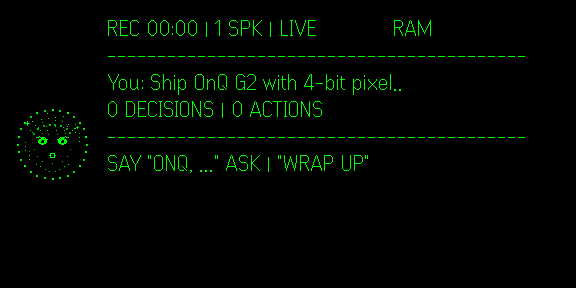 REC 00:00 | 1 SPK | LIVE RAM
------------------------------------------
You: Ship OnQ G2 with 4-bit pixel..
0 DECISIONS | 0 ACTIONS
------------------------------------------
SAY "ONQ, ..." ASK | "WRAP UP"